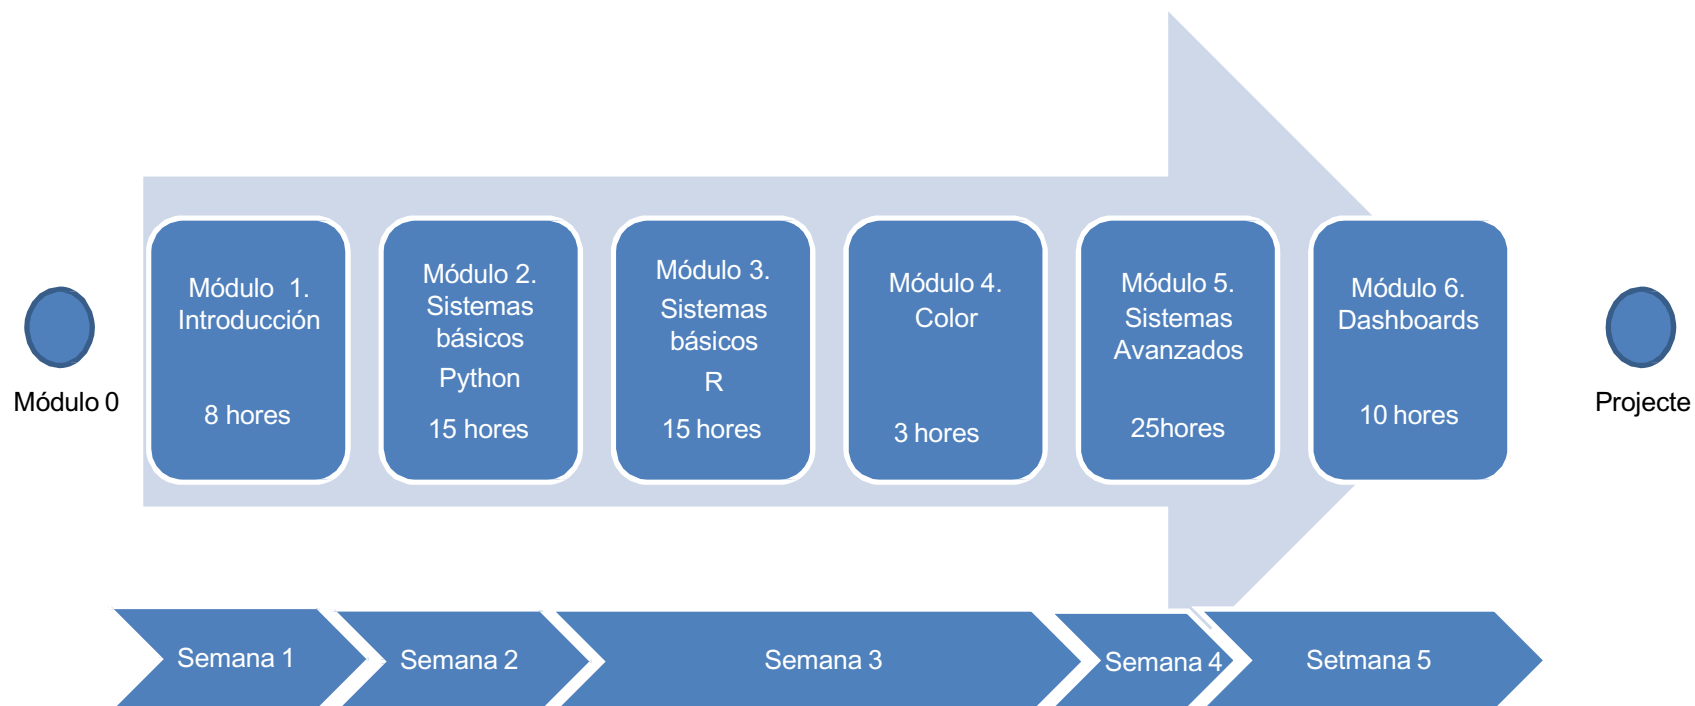 Módulo 0
Módulo 1.
Introducción
8 hores
Módulo 2.
Sistemas
básicos
Python
15 hores
Módulo 3.
Sistemas
básicos
R
15 hores
Módulo 4.
Color
3 hores
Módulo 5.
Sistemas
Avanzados
25hores
Módulo 6.
Dashboards
10 hores
Projecte
Semana 1
Semana 2
Semana 3
Semana 4
Setmana 5